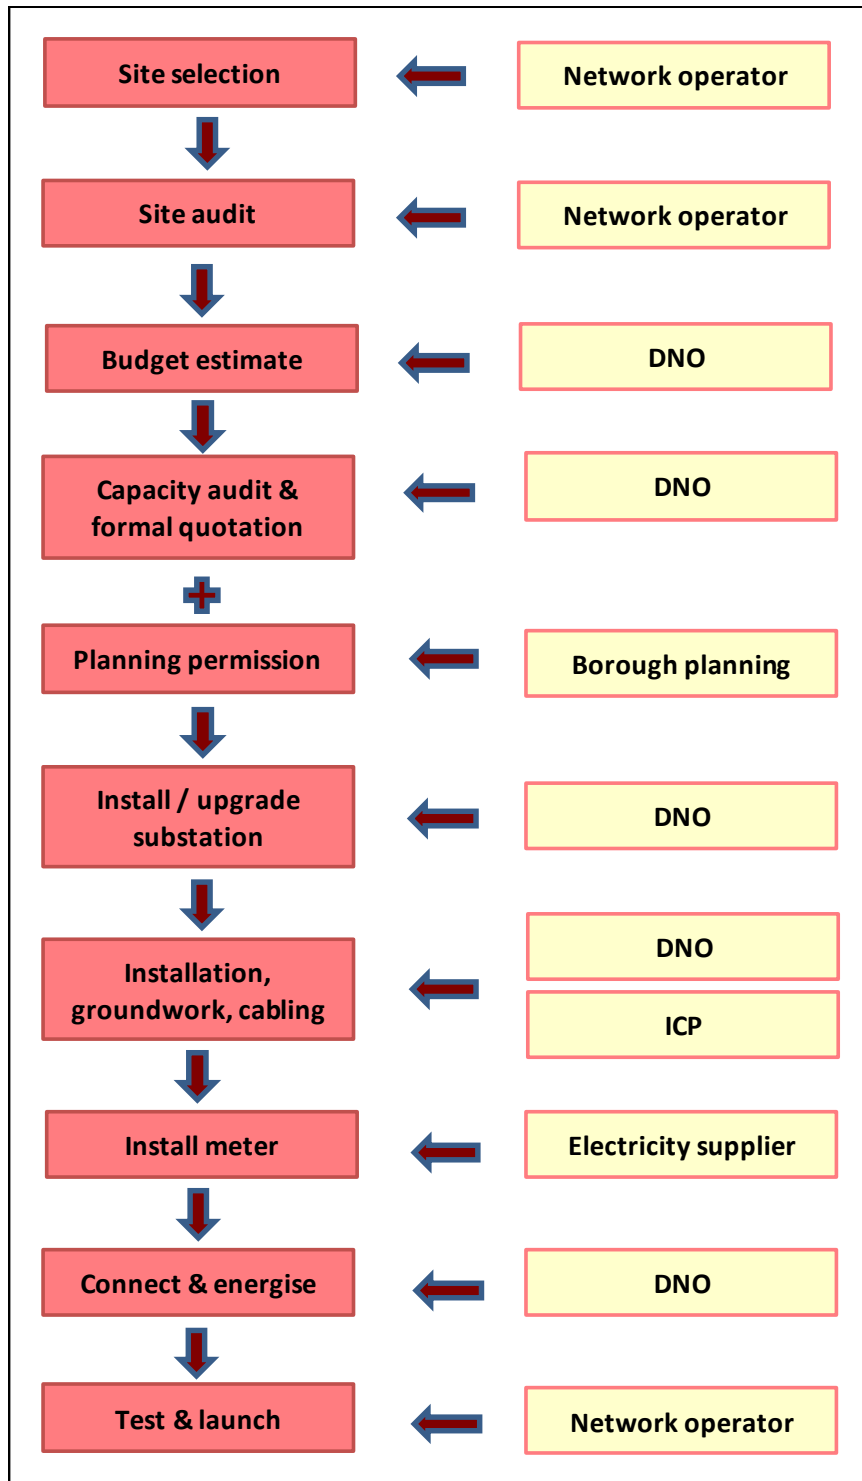 Site selection
Network operator
Site audit
Network operator
Budget estimate
DNO
Capacity audit &
formal quotation
DNO
Planning permission
Borough planning
Install / upgrade
substation
DNO
Installation,
groundwork, cabling
DNO
ICP
Install meter
Electricity supplier
Connect & energise
DNO
Test & launch
Network operator